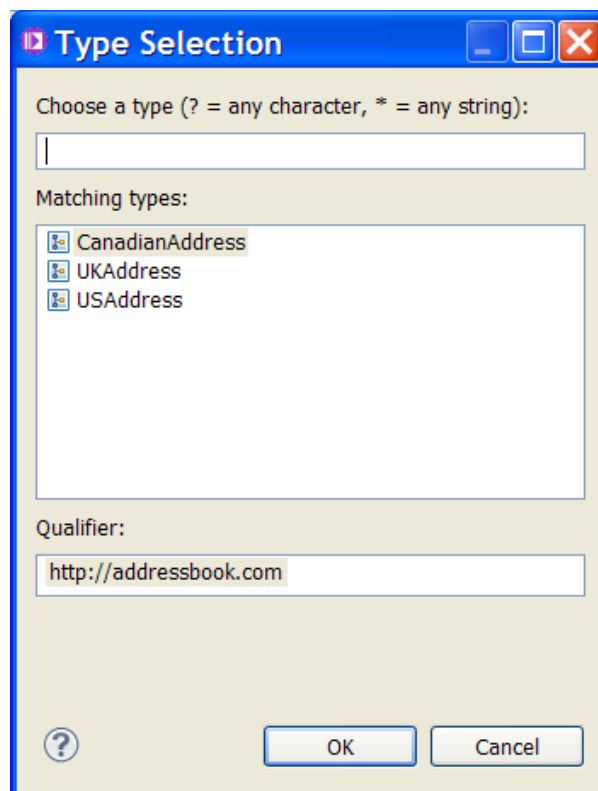 Type Selection
Choose a type (? = any character, * = any string):
Matching types:
CanadianAddress
UKAddress
USAddress
Qualifier:
http://addressbook.com
?
OK Cancel